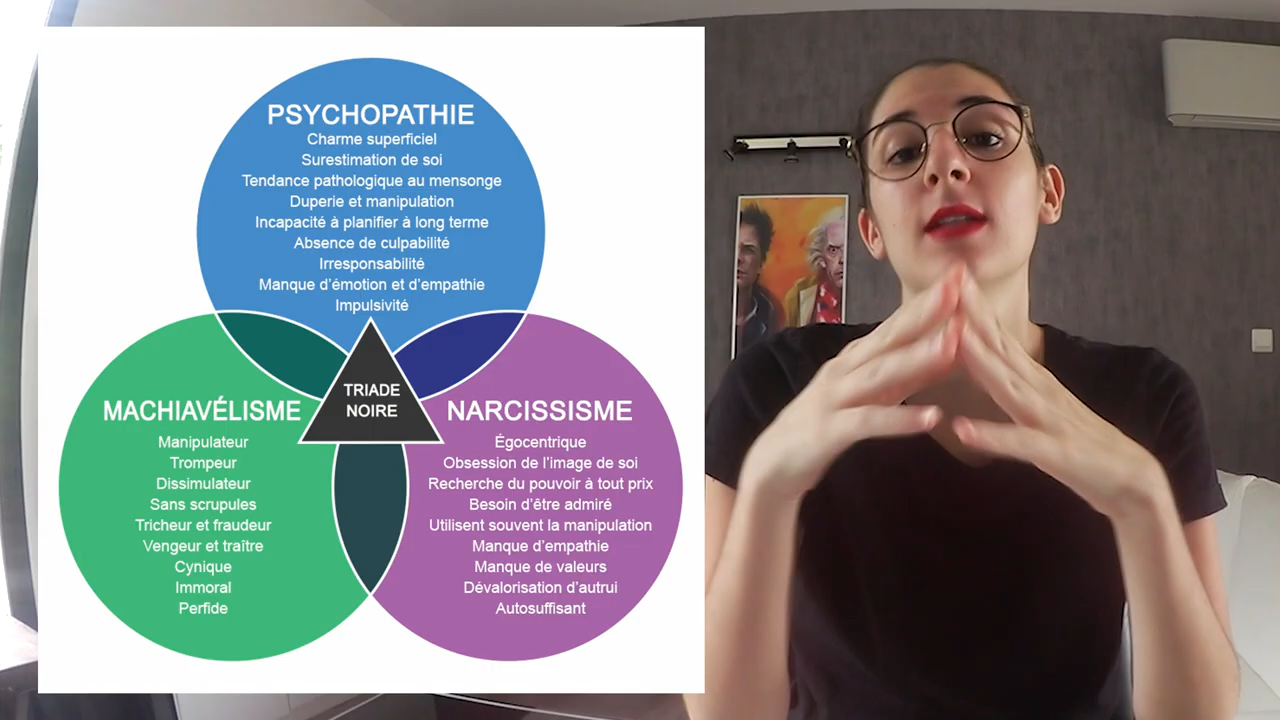 PSYCHOPATHIE
Charme superficiel
Surestimation de soi
Tendance pathologique au mensonge
Duperie et manipulation
Incapacité à planifier à long terme
Absence de culpabilité
Irresponsabilité
Manque d'émotion et d'empathie
Impulsivité
TRIADE
NOIRE
MACHIAVÉLISME
Manipulateur
Trompeur
Dissimulateur
Sans scrupules
Tricheur et fraudeur
Vengeur et traître
Cynique
Immoral
Perfide
NARCISSISME
Égocentrique
Obsession de l'image de soi
Recherche du pouvoir à tout prix
Besoin d'être admiré
Utilisent souvent la manipulation
Manque d'empathie
Manque de valeurs
Dévalorisation d'autrui
Autosuffisant